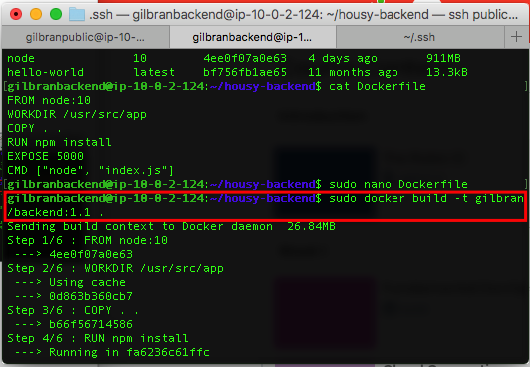 .ssh — gilbranbackend@ip-10-0-2-124: ~/housy-backend — ssh public...
gilbranpublic@ip-10-... gilbranbackend@ip-1... ~/.ssh
node 10 4ee0f07a0e63 4 days ago 911MB
hello-world latest bf756fb1ae65 11 months ago 13.3kB
[gilbranbackend@ip-10-0-2-124:~/housy-backend$ cat Dockerfile ]
FROM node:10
WORKDIR /usr/src/app
COPY . .
RUN npm install
EXPOSE 5000
CMD ["node", "index.js"]
[gilbranbackend@ip-10-0-2-124:~/housy-backend$ sudo nano Dockerfile ]
[gilbranbackend@ip-10-0-2-124:~/housy-backend$ sudo docker build -t gilbran]
/backend:1.1 .
Sending build context to Docker daemon 26.84MB
Step 1/6 : FROM node:10
---> 4ee0f07a0e63
Step 2/6 : WORKDIR /usr/src/app
---> Using cache
---> 0d863b360cb7
Step 3/6 : COPY . .
---> b66f56714586
Step 4/6 : RUN npm install
---> Running in fa6236c61ffc